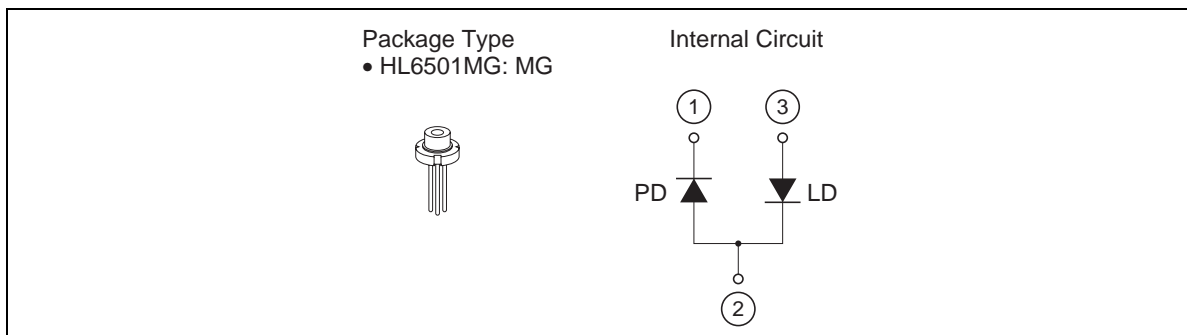 Package Type
• HL6501MG: MG
Internal Circuit
1
3
PD
LD
2